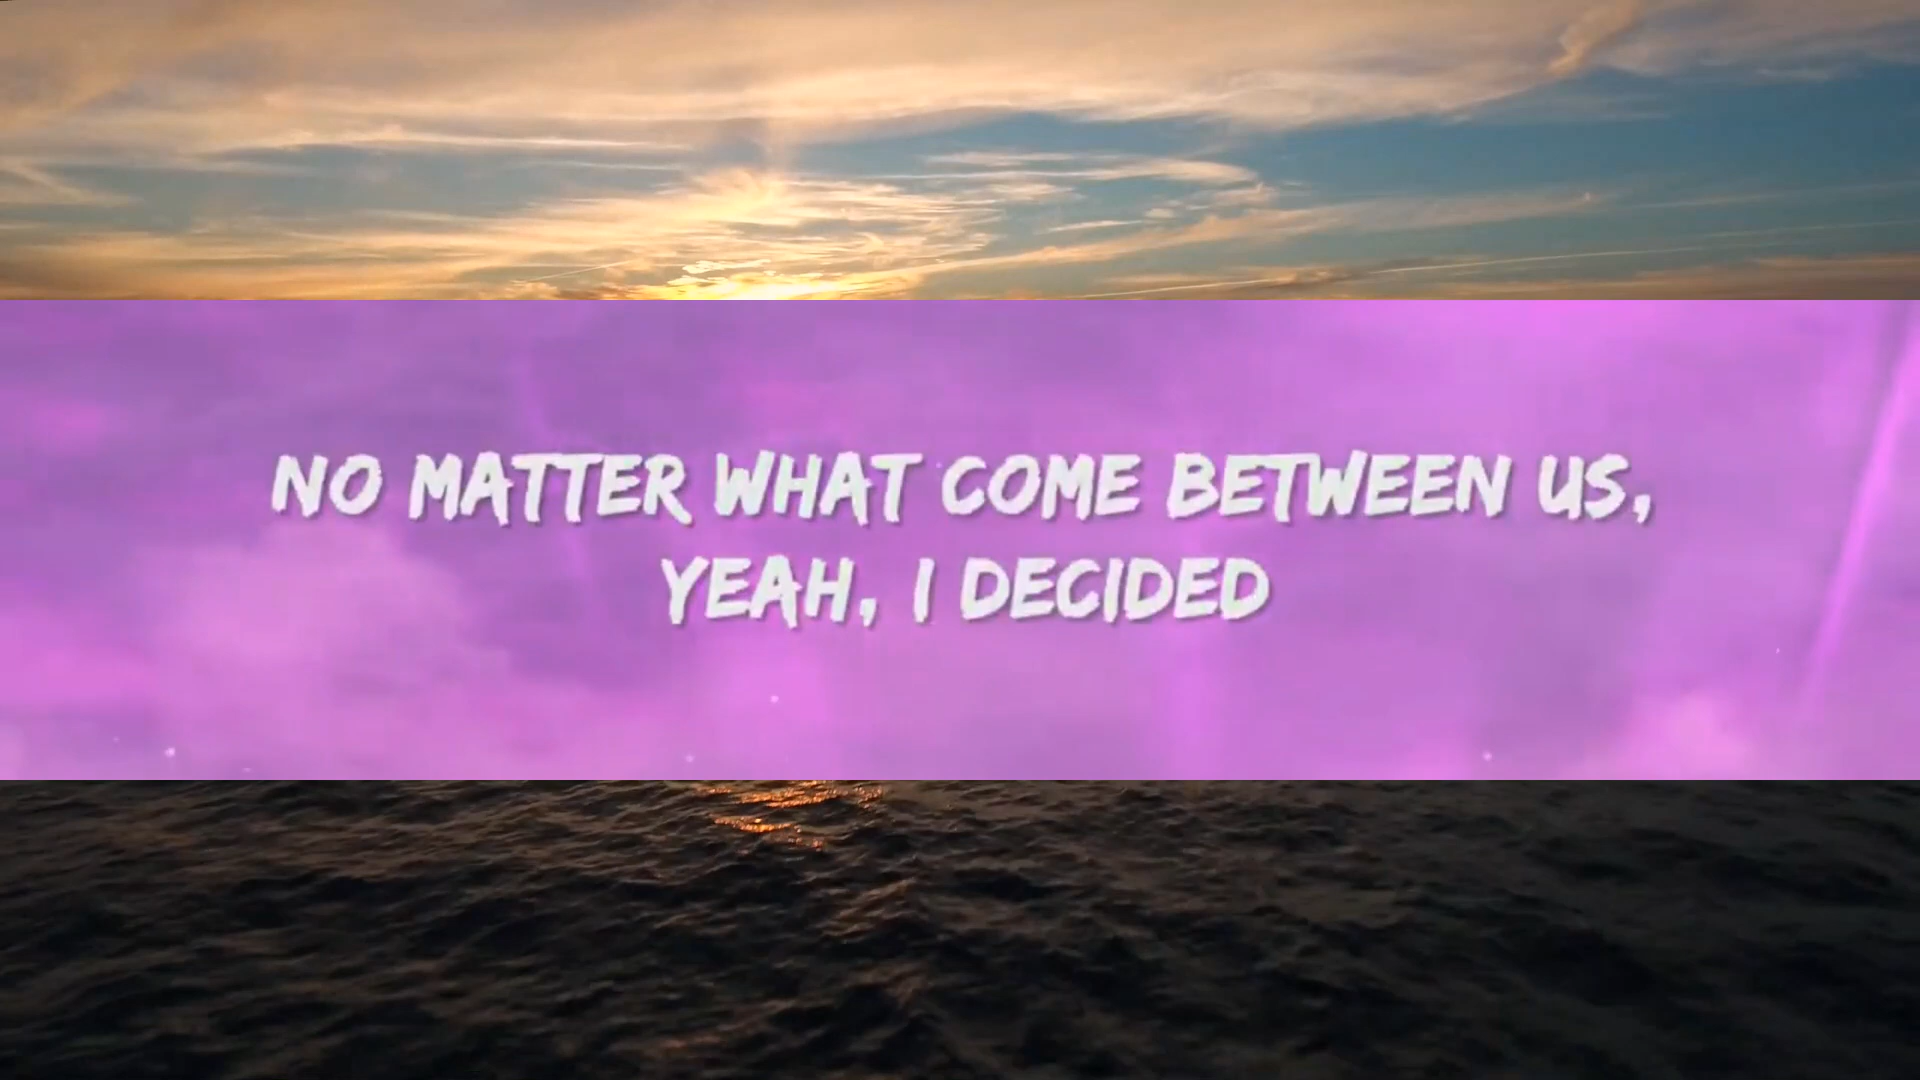 NO MATTER WHAT COME BETWEEN US,
YEAH, I DECIDED